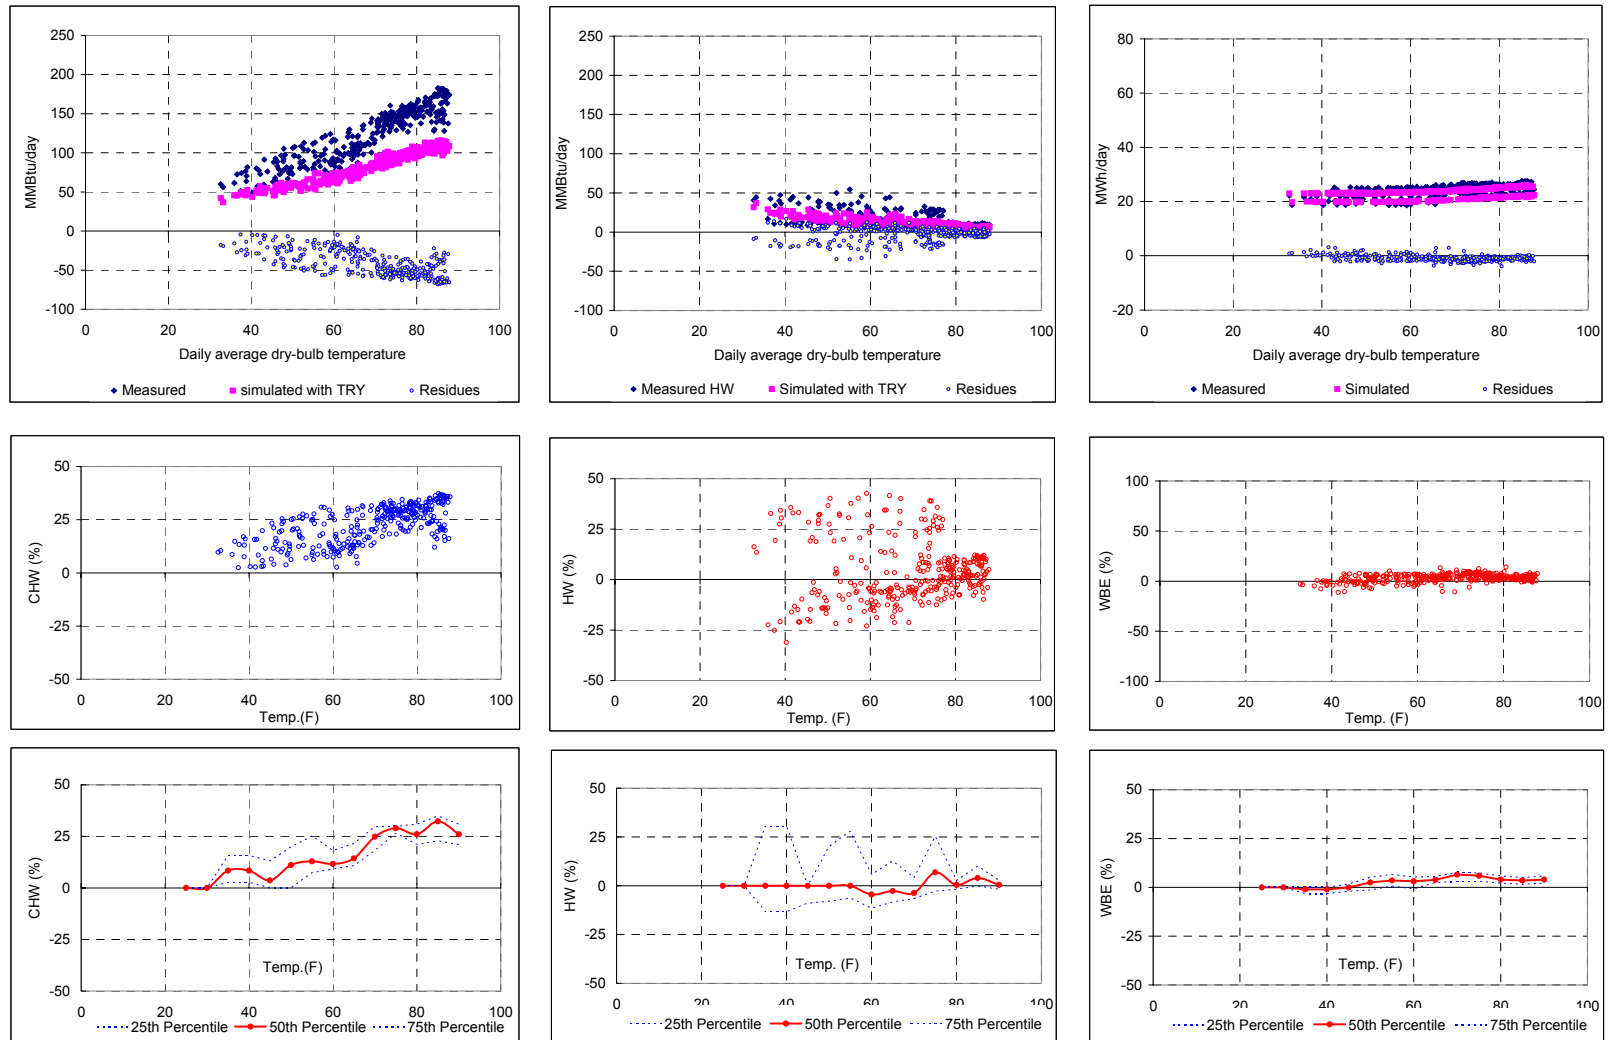 250
200
150
100
50
0
-50
-100
MMBtu/day
0 20 40 60 80 100
Daily average dry-bulb temperature
Measured simulated with TRY Residues
250
200
150
100
50
0
-50
-100
MMBtu/day
0 20 40 60 80 100
Daily average dry-bulb temperature
Measured HW Simulated with TRY Residues
80
60
40
20
0
-20
MWh/day
0 20 40 60 80 100
Daily average dry-bulb temperature
Measured Simulated Residues
50
25
0
-25
-50
CHW (%)
0 20 40 60 80 100
Temp.(F)
50
25
0
-25
-50
HW (%)
0 20 40 60 80 100
Temp. (F)
100
50
0
-50
-100
WBE (%)
0 20 40 60 80 100
Temp. (F)
50
25
0
-25
-50
CHW (%)
Temp.(F)
0 20 40 60 80 100
25th Percentile 50th Percentile 75th Percentile
50
25
0
-25
-50
HW (%)
Temp. (F)
0 20 40 60 80 100
25th Percentile 50th Percentile 75th Percentile
50
25
0
-25
-50
WBE (%)
Temp. (F)
0 20 40 60 80 100
25th Percentile 50th Percentile 75th Percentile